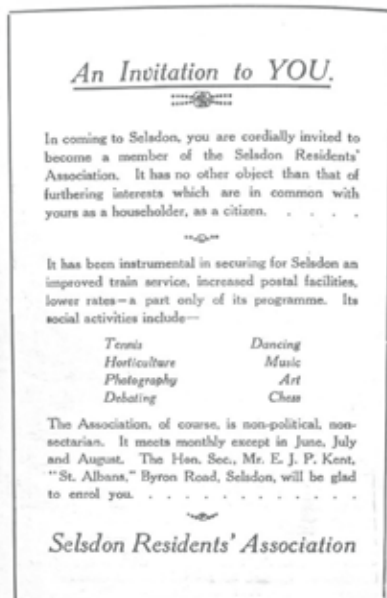 An Invitation to YOU.
In coming to Selsdon, you are cordially invited to
become a member of the Selsdon Residents'
Association. It has no other object than that of
furthering interests which are in common with
yours as a householder, as a citizen. . . . .
It has been instrumental in securing for Selsdon an
improved train service, increased postal facilities,
lower rates—a part only of its programme. Its
social activities include—
Tennis Dancing
Horticulture Music
Photography Art
Debating Chess
The Association, of course, is non-political, non-
sectarian. It meets monthly except in June, July
and August. The Hon. Sec., Mr. E. J. P. Kent,
"St. Albans," Byron Road, Selsdon, will be glad
to enrol you. . . . . . . . . . . . .
Selsdon Residents' Association